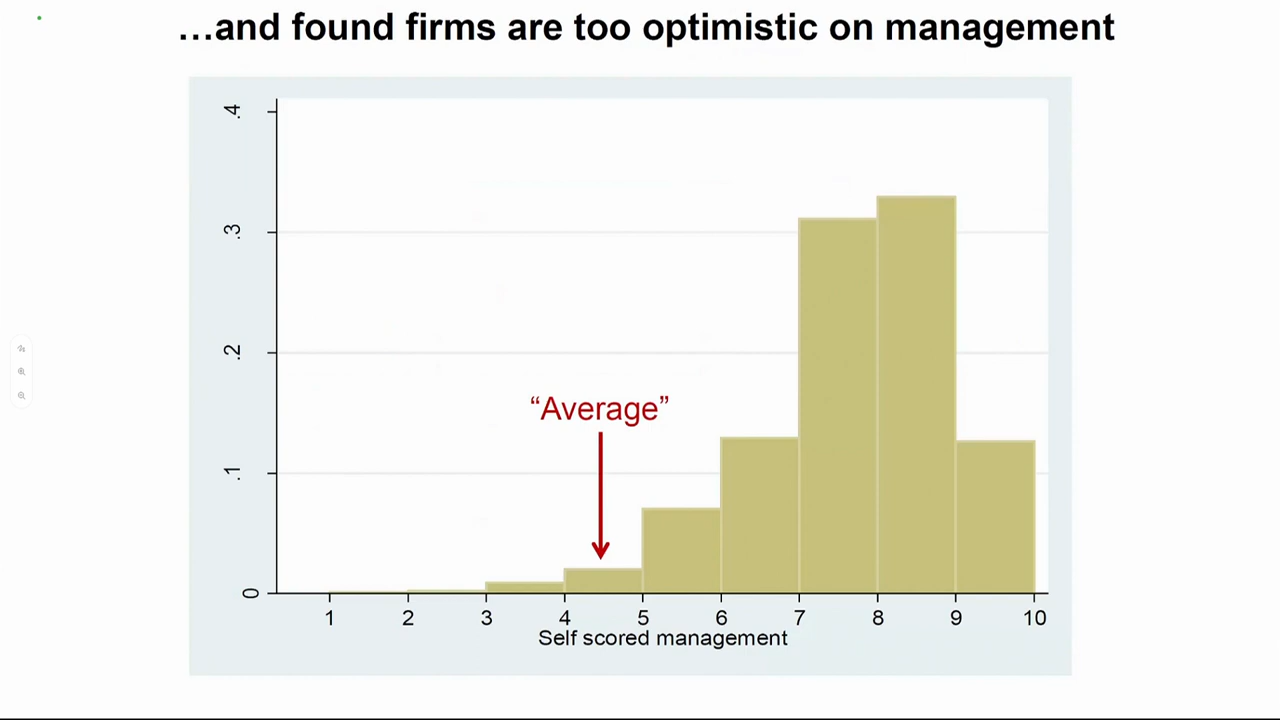 …and found firms are too optimistic on management
.4
.3
.2
.1
0
“Average”
1 2 3 4 5 6 7 8 9 10
Self scored management